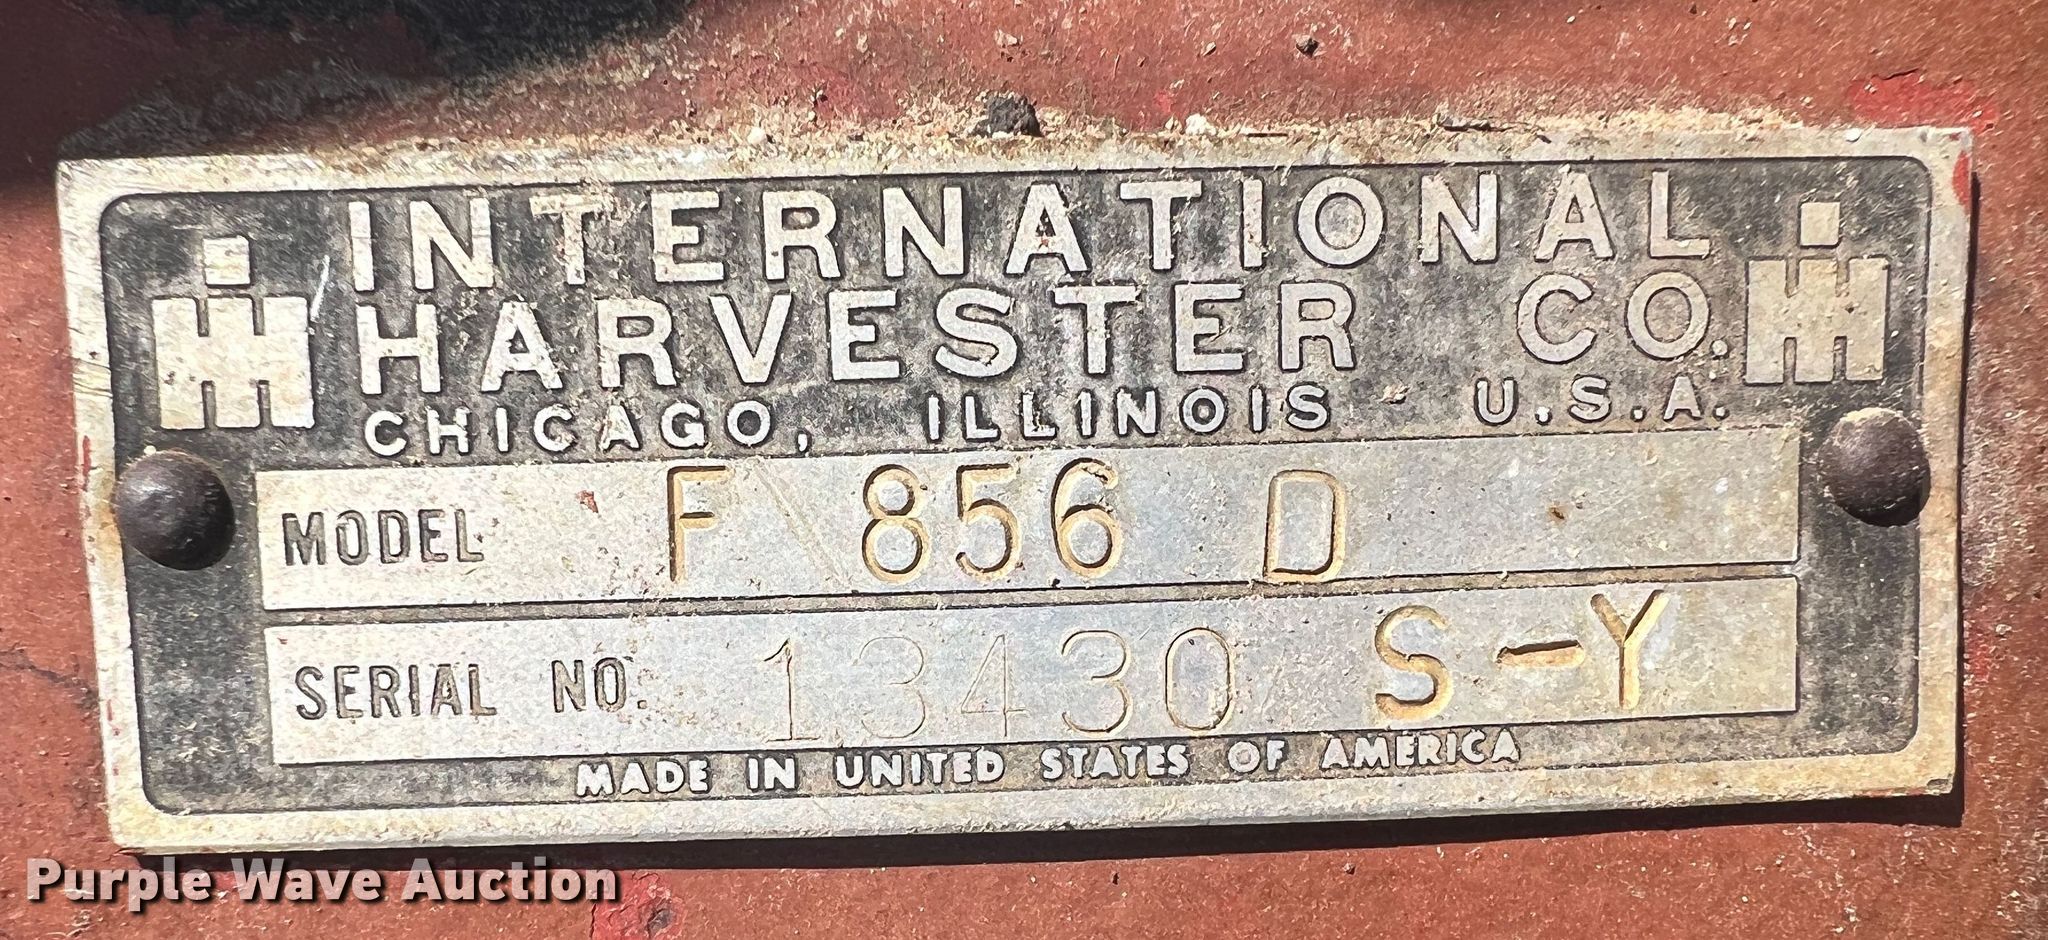 INTERNATIONAL
HARVESTER CO.
CHICAGO, ILLINOIS U.S.A.
MODEL F 856 D
SERIAL NO. 13430 S-Y
MADE IN UNITED STATES OF AMERICA
Purple Wave Auction